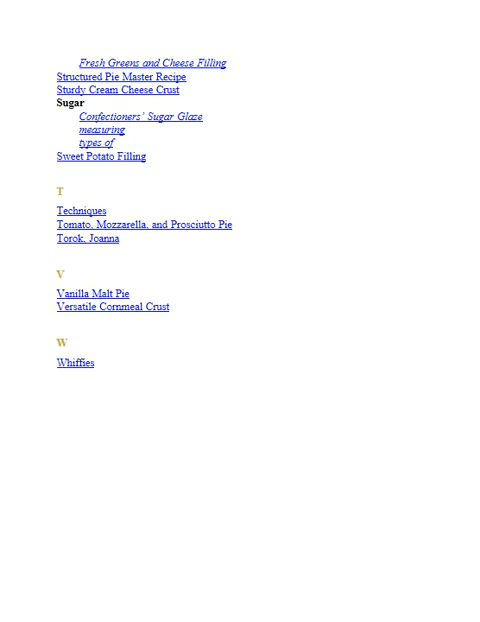 Fresh Greens and Cheese Filling
Structured Pie Master Recipe
Sturdy Cream Cheese Crust
Sugar
Confectioners’ Sugar Glaze
measuring
types of
Sweet Potato Filling
T
Techniques
Tomato, Mozzarella, and Prosciutto Pie
Torok, Joanna
V
Vanilla Malt Pie
Versatile Cornmeal Crust
W
Whiffies